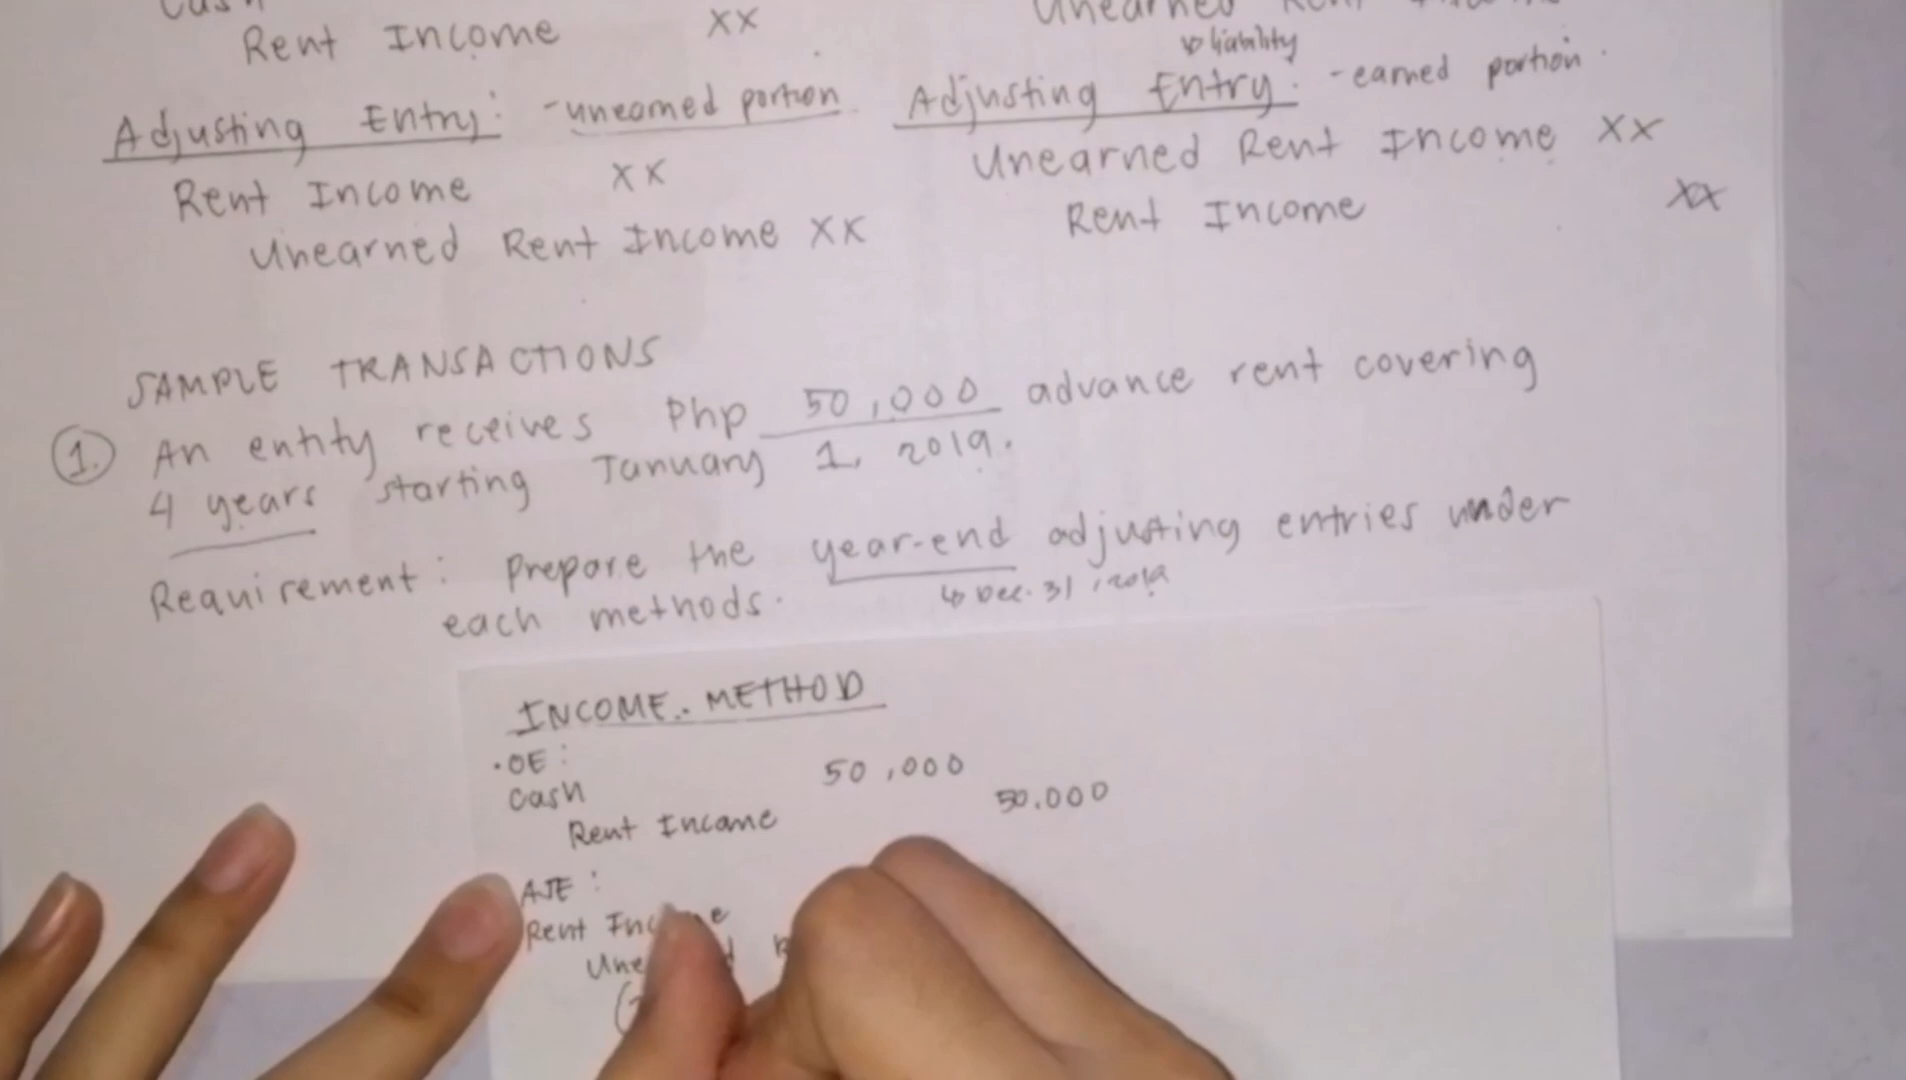 Rent Income xx
Adjusting Entry: - unearned portion
Rent Income xx
Unearned Rent Income xx
↳ liability
Adjusting Entry: - earned portion
Unearned Rent Income xx
Rent Income xx
SAMPLE TRANSACTIONS
1. An entity receives Php 50,000 advance rent covering
4 years starting January 1, 2019.
Requirement: Prepare the year-end adjusting entries under
each methods.
↳ Dec. 31, 2019
INCOME METHOD
OE:
Cash 50,000
Rent Income 50,000
AJE:
Rent